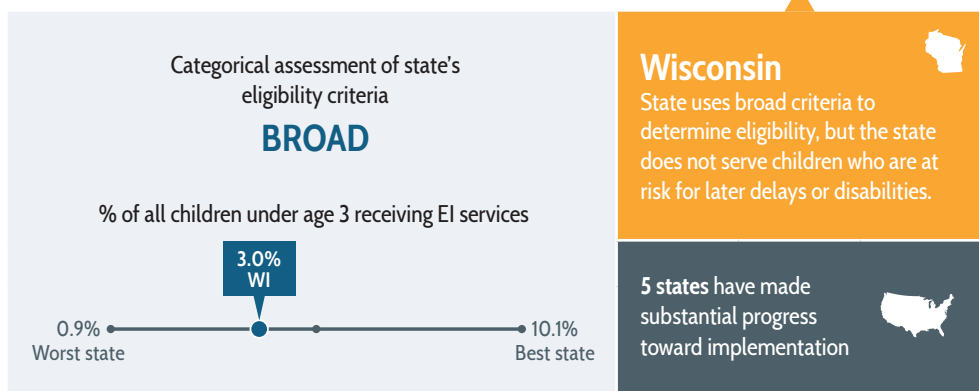 Categorical assessment of state's
eligibility criteria
BROAD
% of all children under age 3 receiving EI services
3.0%
WI
0.9%
Worst state
10.1%
Best state
Wisconsin
State uses broad criteria to
determine eligibility, but the state
does not serve children who are at
risk for later delays or disabilities.
5 states have made
substantial progress
toward implementation